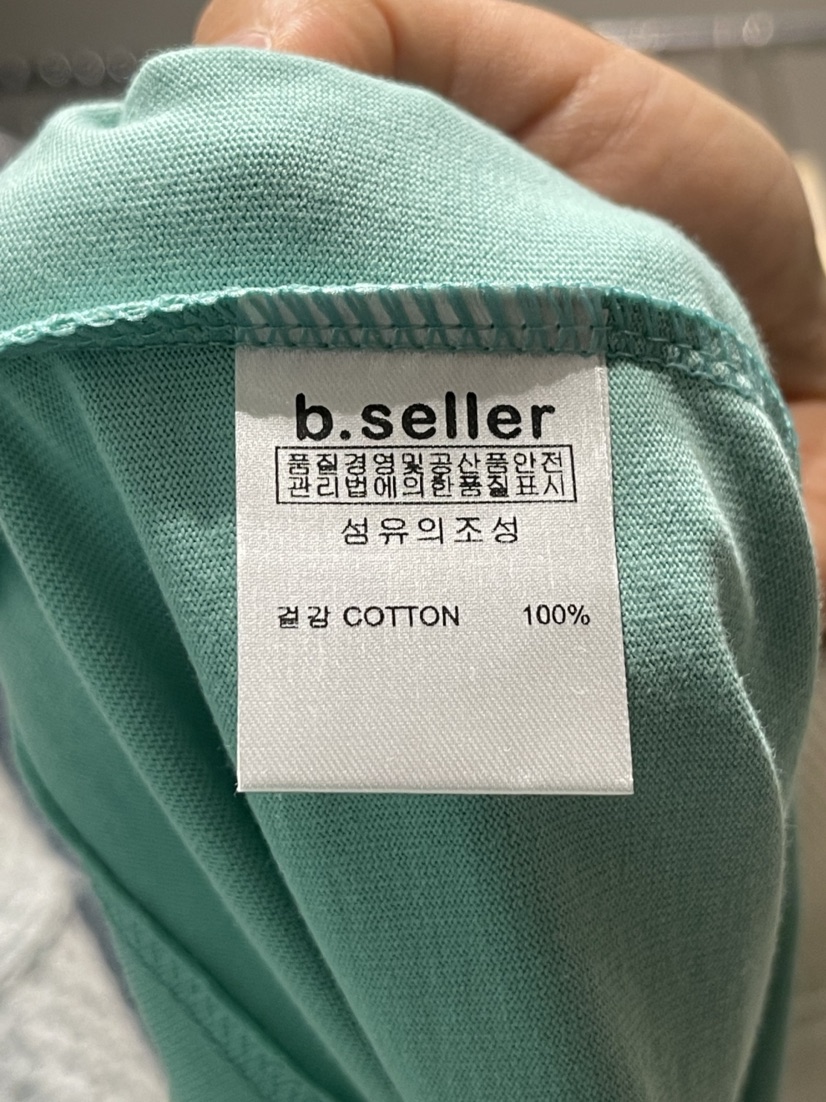 b.seller
품질경영및공산품안전
관리법에의한품질표시
섬유의조성
겉감 COTTON 100%